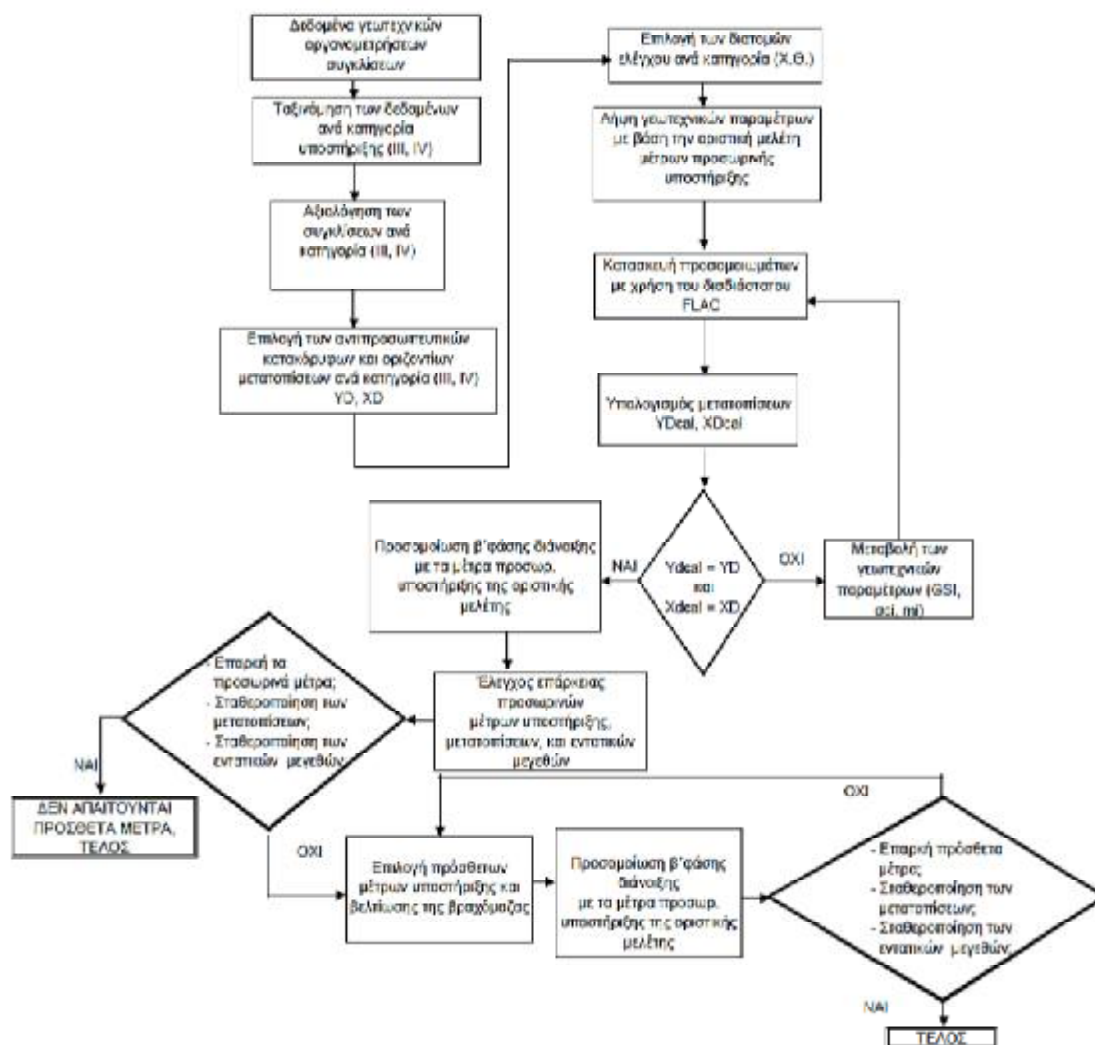 Δεδομένα γεωτεχνικών
οργανομετρήσεων
συγκλίσεων
Ταξινόμηση των δεδομένων
ανά κατηγορία
υποστήριξης (III, IV)
Αξιολόγηση των
συγκλίσεων ανά
κατηγορία (III, IV)
Επιλογή των αντιπροσωπευτικών
κατακόρυφων και οριζοντίων
μετατοπίσεων ανά κατηγορία (III, IV)
YD, XD
Επιλογή των διατομών
ελέγχου ανά κατηγορία (Χ.Θ.)
Λήψη γεωτεχνικών παραμέτρων
με βάση την οριστική μελέτη
μέτρων προσωρινής
υποστήριξης
Κατασκευή προσομοιωμάτων
με χρήση του δισδιάστατου
FLAC
Υπολογισμός μετατοπίσεων
YDcal, XDcal
Ydcal = YD
και
Xdcal = XD
ΟΧΙ
Μεταβολή των
γεωτεχνικών
παραμέτρων (GSI,
σci, mi)
ΝΑΙ
Προσομοίωση β΄φάσης διάνοιξης
με τα μέτρα προσωρ.
υποστήριξης της οριστικής
μελέτης
Έλεγχος επάρκειας
προσωρινών
μέτρων υποστήριξης,
μετατοπίσεων, και εντατικών
μεγεθών
- Επαρκή τα
προσωρινά μέτρα;
- Σταθεροποίηση των
μετατοπίσεων;
- Σταθεροποίηση των
εντατικών μεγεθών;
ΝΑΙ
ΔΕΝ ΑΠΑΙΤΟΥΝΤΑΙ
ΠΡΟΣΘΕΤΑ ΜΕΤΡΑ,
ΤΕΛΟΣ
ΟΧΙ
Επιλογή πρόσθετων
μέτρων υποστήριξης και
βελτίωσης της βραχόμαζας
Προσομοίωση β΄φάσης
διάνοιξης
με τα μέτρα προσωρ.
υποστήριξης της οριστικής
μελέτης
ΟΧΙ
- Επαρκή πρόσθετα
μέτρα;
- Σταθεροποίηση των
μετατοπίσεων;
- Σταθεροποίηση των
εντατικών μεγεθών;
ΝΑΙ
ΤΕΛΟΣ